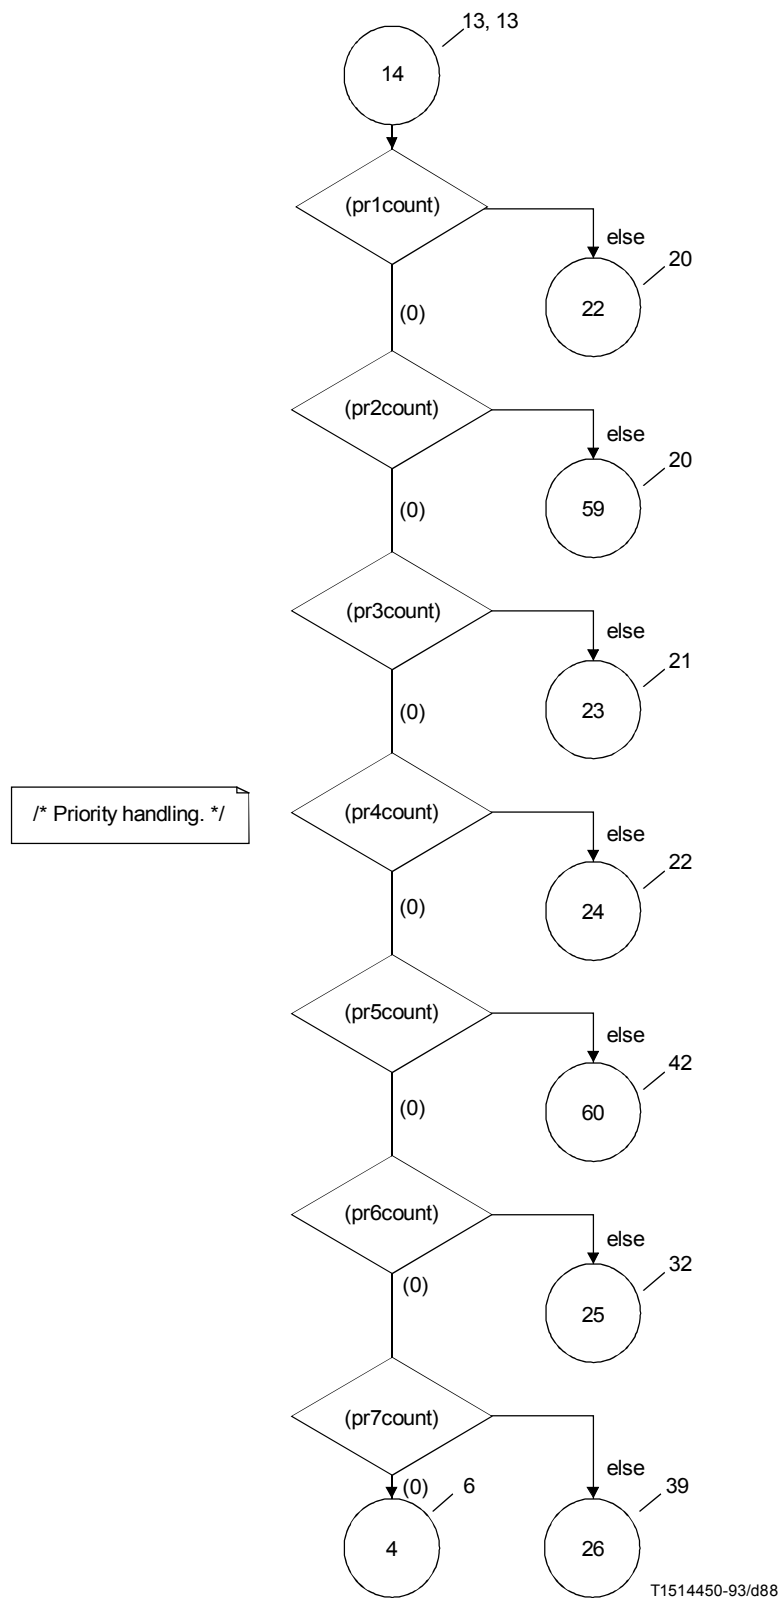 13, 13
14
(pr1count)
else
20
22
(0)
(pr2count)
else
20
59
(0)
(pr3count)
else
21
23
(0)
/* Priority handling. */
(pr4count)
else
22
24
(0)
(pr5count)
else
42
60
(0)
(pr6count)
else
32
25
(0)
(pr7count)
else
(0)
6
39
4
26
T1514450-93/d88